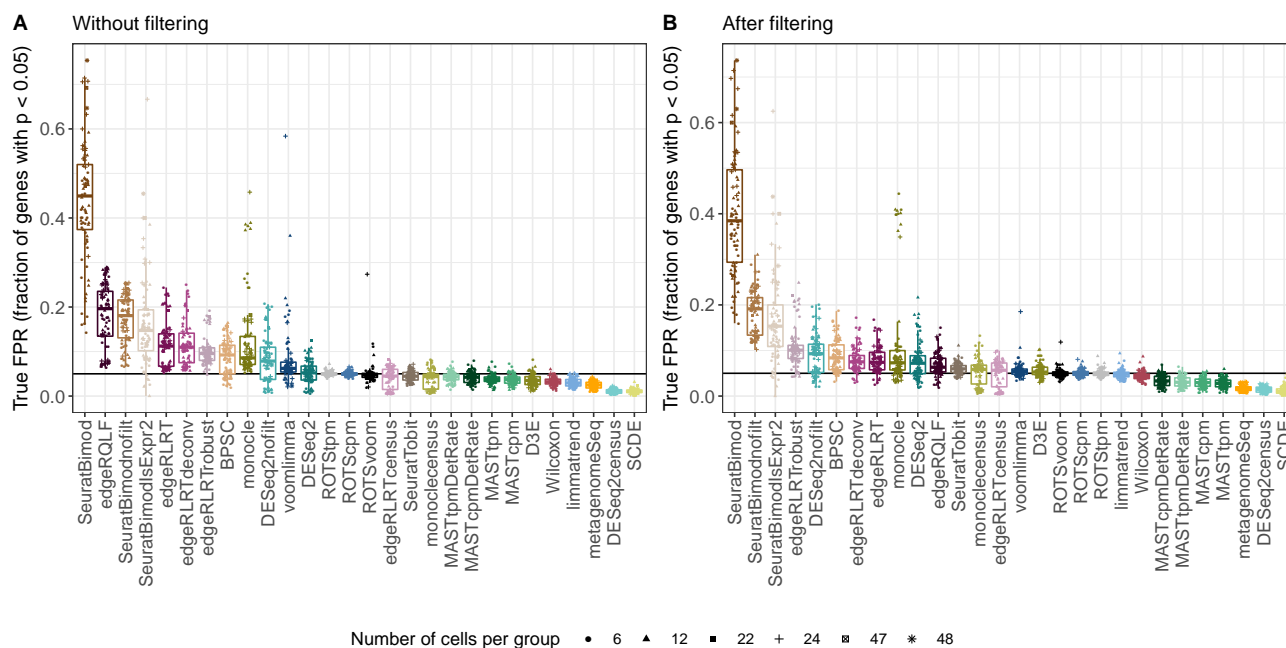 A Without filtering
True FPR (fraction of genes with p < 0.05)
0.6
0.4
0.2
0.0
SeuratBimod
edgeRQLF
SeuratBimodnofilt
SeuratBimodIsExpr2
edgeRLRT
edgeRLRTdeconv
edgeRLRTrobust
BPSC
monocle
DESeq2nofilt
voomlimma
DESeq2
ROTStpm
ROTScpm
ROTSvoom
edgeRLRTcensus
SeuratTobit
monoclecensus
MASTtpmDetRate
MASTcpmDetRate
MASTtpm
MASTcpm
D3E
Wilcoxon
limmatrend
metagenomeSeq
DESeq2census
SCDE
B After filtering
True FPR (fraction of genes with p < 0.05)
0.6
0.4
0.2
0.0
SeuratBimod
SeuratBimodnofilt
SeuratBimodIsExpr2
edgeRLRTrobust
DESeq2nofilt
BPSC
edgeRLRTdeconv
edgeRLRT
monocle
DESeq2
edgeRQLF
SeuratTobit
monoclecensus
edgeRLRTcensus
voomlimma
D3E
ROTSvoom
ROTScpm
ROTStpm
limmatrend
Wilcoxon
MASTcpmDetRate
MASTtpmDetRate
MASTcpm
MASTtpm
metagenomeSeq
DESeq2census
SCDE
Number of cells per group 6 12 22 24 47 48